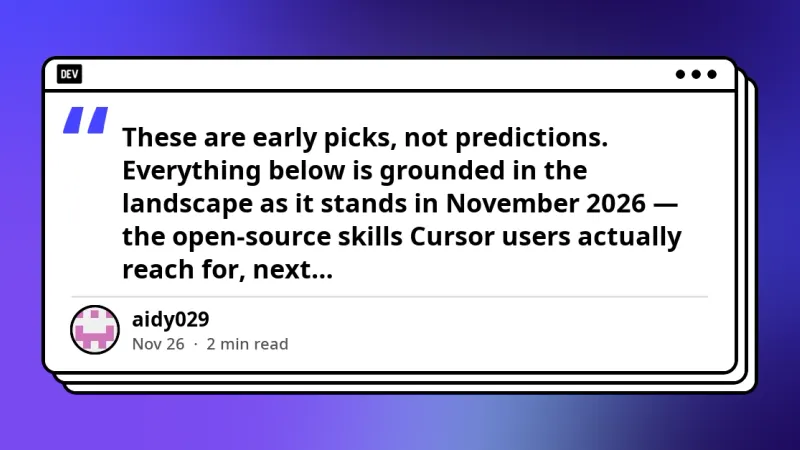 DEV
These are early picks, not predictions.
Everything below is grounded in the
landscape as it stands in November 2026 —
the open-source skills Cursor users actually
reach for, next...
aidy029
Nov 26 · 2 min read